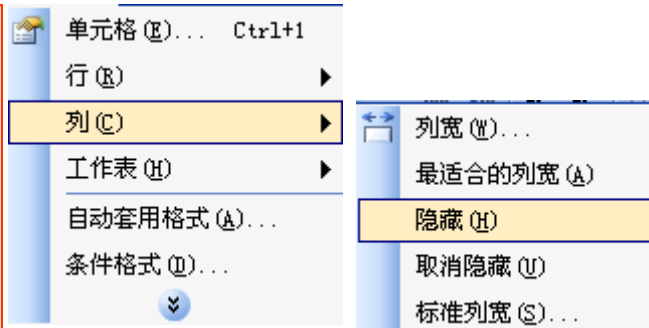 单元格(E)... Ctrl+1
行(R)
列(C)
工作表(H)
自动套用格式(A)...
条件格式(D)...
列宽(W)...
最适合的列宽(A)
隐藏(H)
取消隐藏(U)
标准列宽(S)...